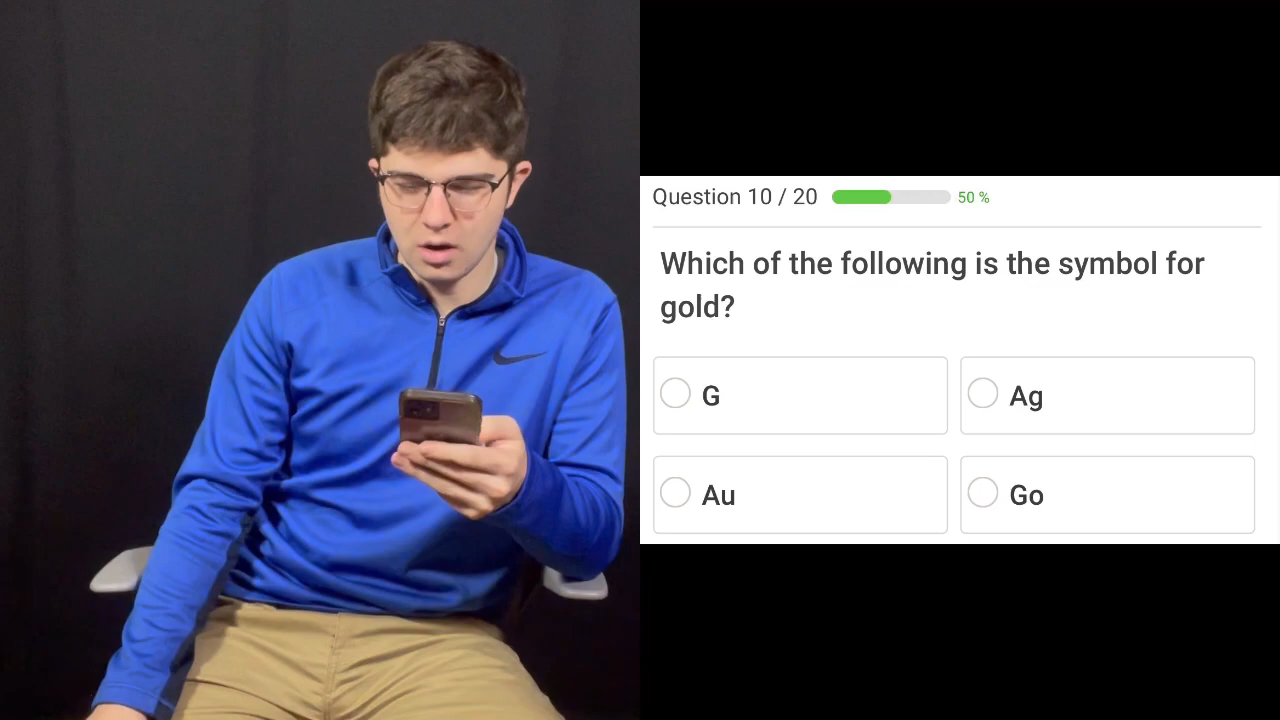 Question 10 / 20 50 %
Which of the following is the symbol for
gold?
G
Ag
Au
Go